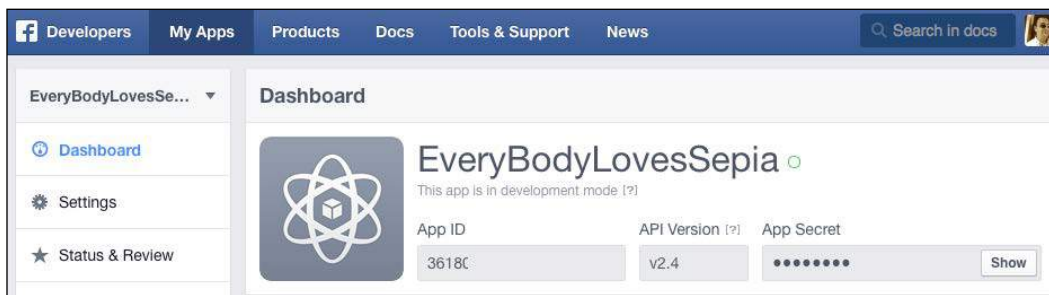 Developers My Apps Products Docs Tools & Support News Search in docs
EveryBodyLovesSe... Dashboard
Dashboard
Settings
Status & Review
EveryBodyLovesSepia
This app is in development mode [?]
App ID API Version [?] App Secret
3618 v2.4 •••••••• Show